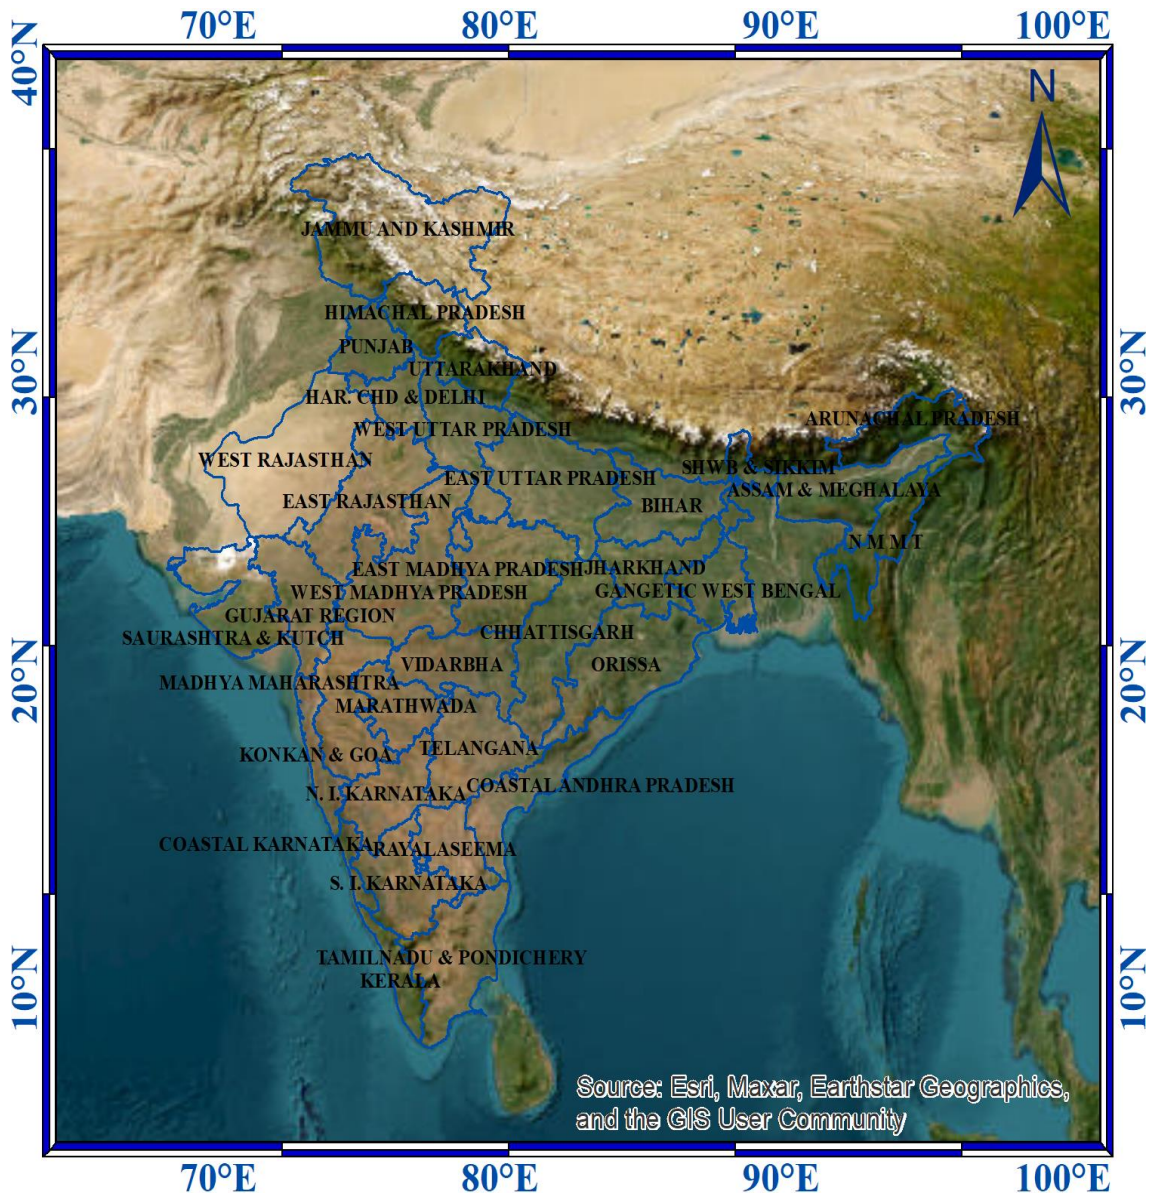 70°E 80°E 90°E 100°E
40°N
N
JAMMU AND KASHMIR
HIMACHAL PRADESH
PUNJAB
UTTARAKHAND
30°N
30°N
HAR. CHD & DELHI
ARUNACHAL PRADESH
WEST UTTAR PRADESH
WEST RAJASTHAN
SHWB & SIKKIM
EAST UTTAR PRADESH
ASSAM & MEGHALAYA
EAST RAJASTHAN
BIHAR
N M M T
EAST MADHYA PRADESH
JHARKHAND
WEST MADHYA PRADESH
GANGETIC WEST BENGAL
GUJARAT REGION
SAURASHTRA & KUTCH
CHHATTISGARH
VIDARBHA
ORISSA
20°N
20°N
MADHYA MAHARASHTRA
MARATHWADA
KONKAN & GOA
TELANGANA
N. I. KARNATAKA
COASTAL ANDHRA PRADESH
COASTAL KARNATAKA
RAYALASEEMA
S. I. KARNATAKA
TAMILNADU & PONDICHERY
KERALA
10°N
10°N
Source: Esri, Maxar, Earthstar Geographics,
and the GIS User Community
70°E 80°E 90°E 100°E